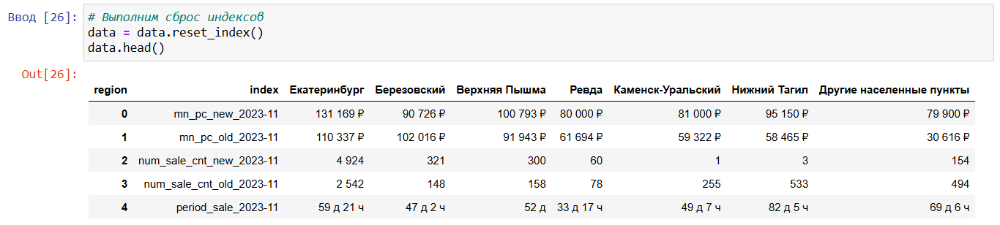 Ввод [26]: # Выполним сброс индексов
data = data.reset_index()
data.head()
Out[26]:
region index Екатеринбург Березовский Верхняя Пышма Ревда Каменск-Уральский Нижний Тагил Другие населенные пункты
0 mn_pc_new_2023-11 131 169 ₽ 90 726 ₽ 100 793 ₽ 80 000 ₽ 81 000 ₽ 95 150 ₽ 79 900 ₽
1 mn_pc_old_2023-11 110 337 ₽ 102 016 ₽ 91 943 ₽ 61 694 ₽ 59 322 ₽ 58 465 ₽ 30 616 ₽
2 num_sale_cnt_new_2023-11 4 924 321 300 60 1 3 154
3 num_sale_cnt_old_2023-11 2 542 148 158 78 255 533 494
4 period_sale_2023-11 59 д 21 ч 47 д 2 ч 52 д 33 д 17 ч 49 д 7 ч 82 д 5 ч 69 д 6 ч